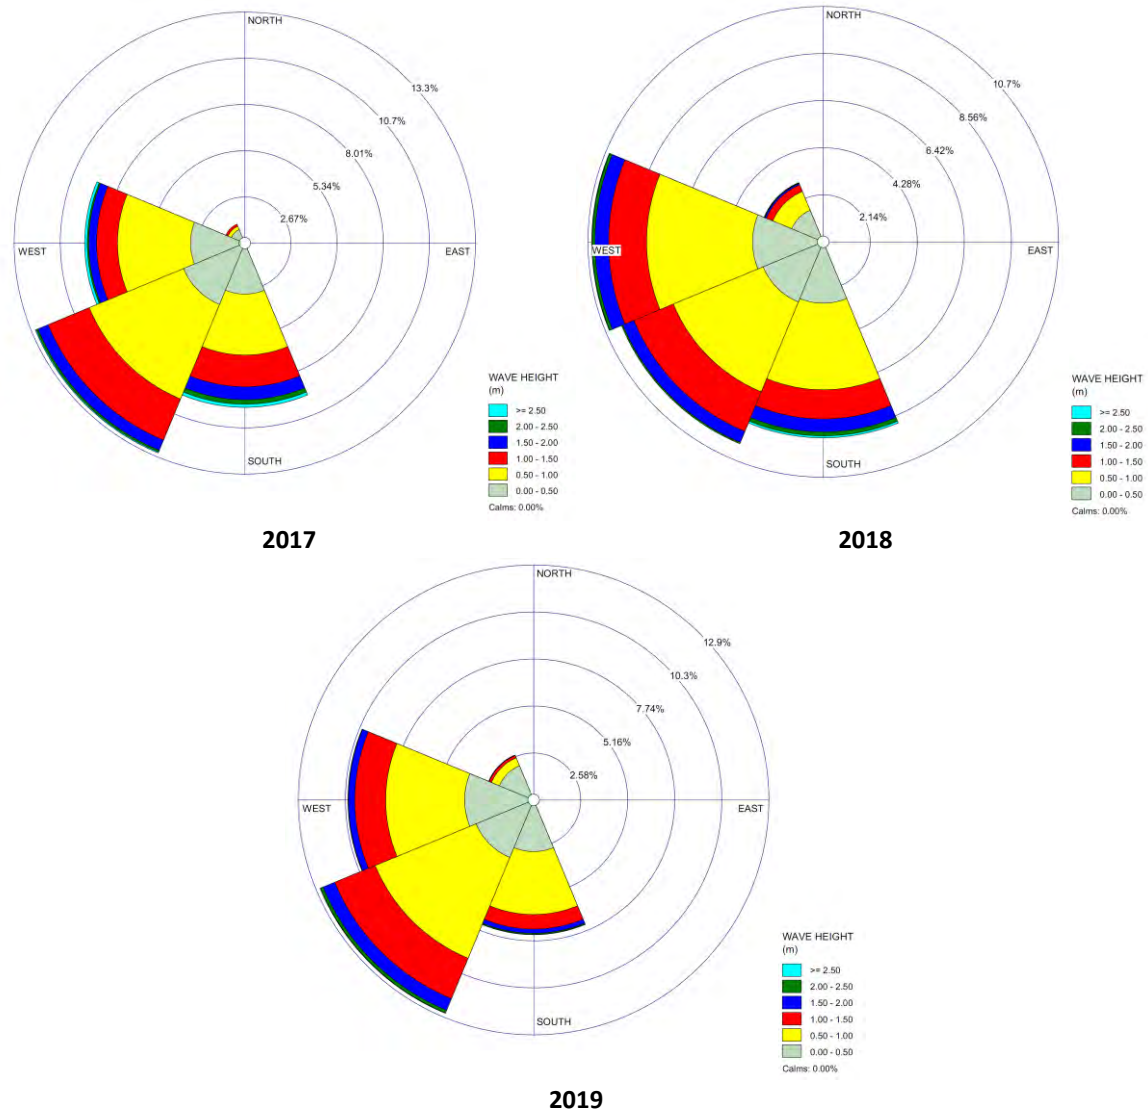 NORTH
13.3%
10.7%
8.01%
5.34%
2.67%
WEST
EAST
SOUTH
WAVE HEIGHT
(m)
>= 2.50
2.00 - 2.50
1.50 - 2.00
1.00 - 1.50
0.50 - 1.00
0.00 - 0.50
Calms: 0.00%
2017
NORTH
10.7%
8.56%
6.42%
4.28%
2.14%
WEST
EAST
SOUTH
WAVE HEIGHT
(m)
>= 2.50
2.00 - 2.50
1.50 - 2.00
1.00 - 1.50
0.50 - 1.00
0.00 - 0.50
Calms: 0.00%
2018
NORTH
12.9%
10.3%
7.74%
5.16%
2.58%
WEST
EAST
SOUTH
WAVE HEIGHT
(m)
>= 2.50
2.00 - 2.50
1.50 - 2.00
1.00 - 1.50
0.50 - 1.00
0.00 - 0.50
Calms: 0.00%
2019